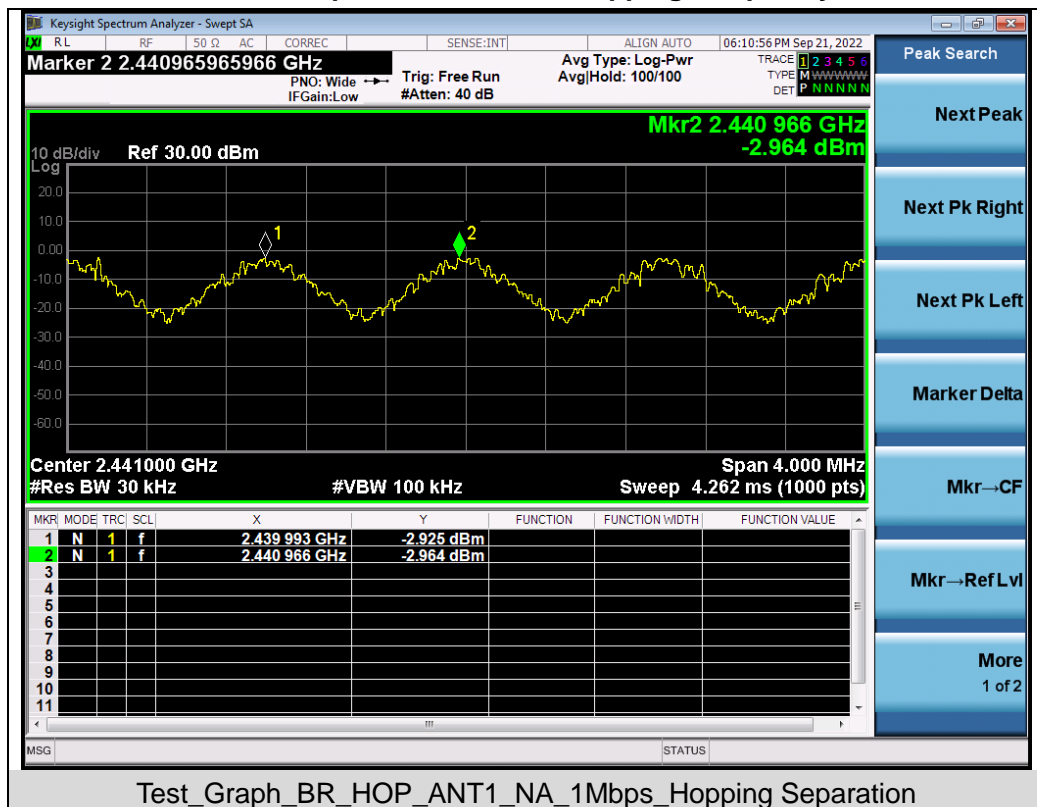 Keysight Spectrum Analyzer - Swept SA
LXI RL RF 50 Ω AC CORREC SENSE:INT ALIGN AUTO 06:10:56 PM Sep 21, 2022
Marker 2 2.440965965966 GHz
PNO: Wide
IFGain:Low
Trig: Free Run
#Atten: 40 dB
Avg Type: Log-Pwr
Avg|Hold: 100/100
TRACE 1 2 3 4 5 6
TYPE M WWWWW
DET P N N N N N
Mkr2 2.440 966 GHz
-2.964 dBm
10 dB/div Ref 30.00 dBm
Log
20.0
10.0
0.00
-10.0
-20.0
-30.0
-40.0
-50.0
-60.0
1
2
Center 2.441000 GHz Span 4.000 MHz
#Res BW 30 kHz #VBW 100 kHz Sweep 4.262 ms (1000 pts)
MKR MODE TRC SCL X Y FUNCTION FUNCTION WIDTH FUNCTION VALUE
1 N 1 f 2.439 993 GHz -2.925 dBm
2 N 1 f 2.440 966 GHz -2.964 dBm
3
4
5
6
7
8
9
10
11
MSG STATUS
Peak Search
Next Peak
Next Pk Right
Next Pk Left
Marker Delta
Mkr→CF
Mkr→Ref Lvl
More
1 of 2
Test_Graph_BR_HOP_ANT1_NA_1Mbps_Hopping Separation